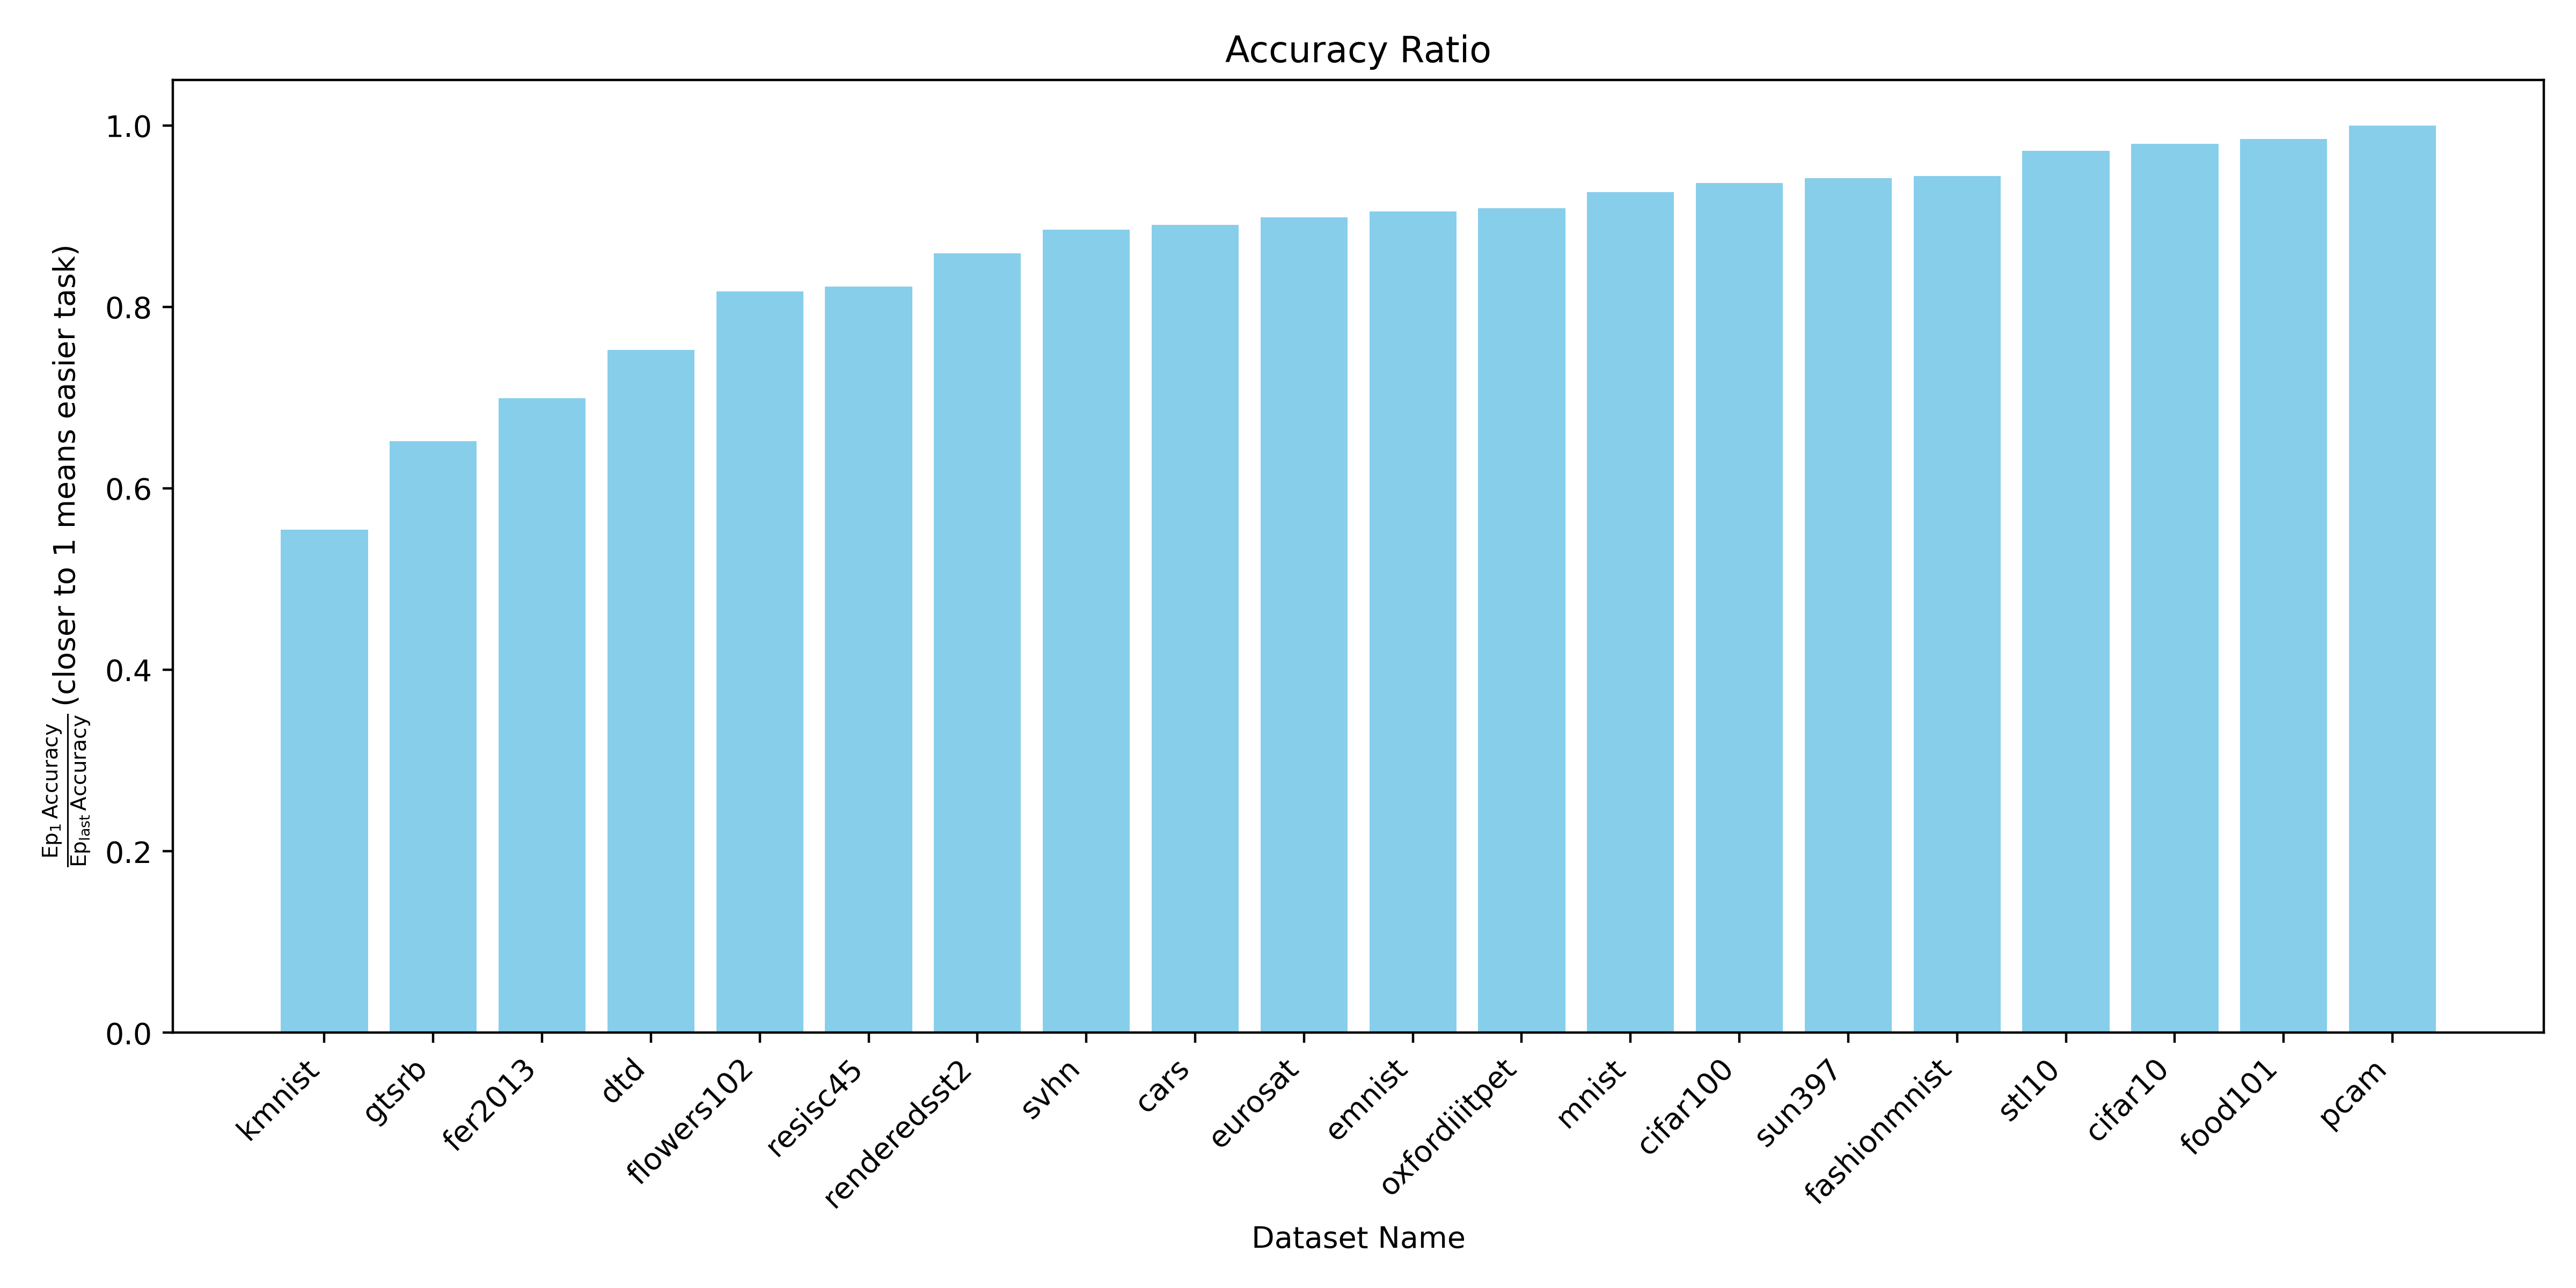 Accuracy Ratio
1.0
0.8
0.6
0.4
0.2
0.0
Ep1 Accuracy
Eplast Accuracy
(closer to 1 means easier task)
kmnist
gtsrb
fer2013
dtd
flowers102
resisc45
renderedsst2
svhn
cars
eurosat
emnist
oxfordiiitpet
mnist
cifar100
sun397
fashionmnist
stl10
cifar10
food101
pcam
Dataset Name